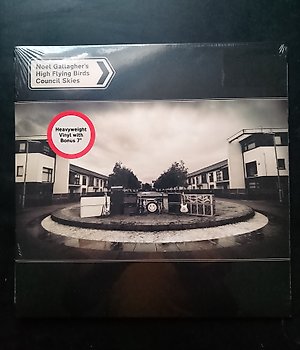 Noel Gallagher's
High Flying Birds
Council Skies
Heavyweight
Vinyl with
Bonus 7"